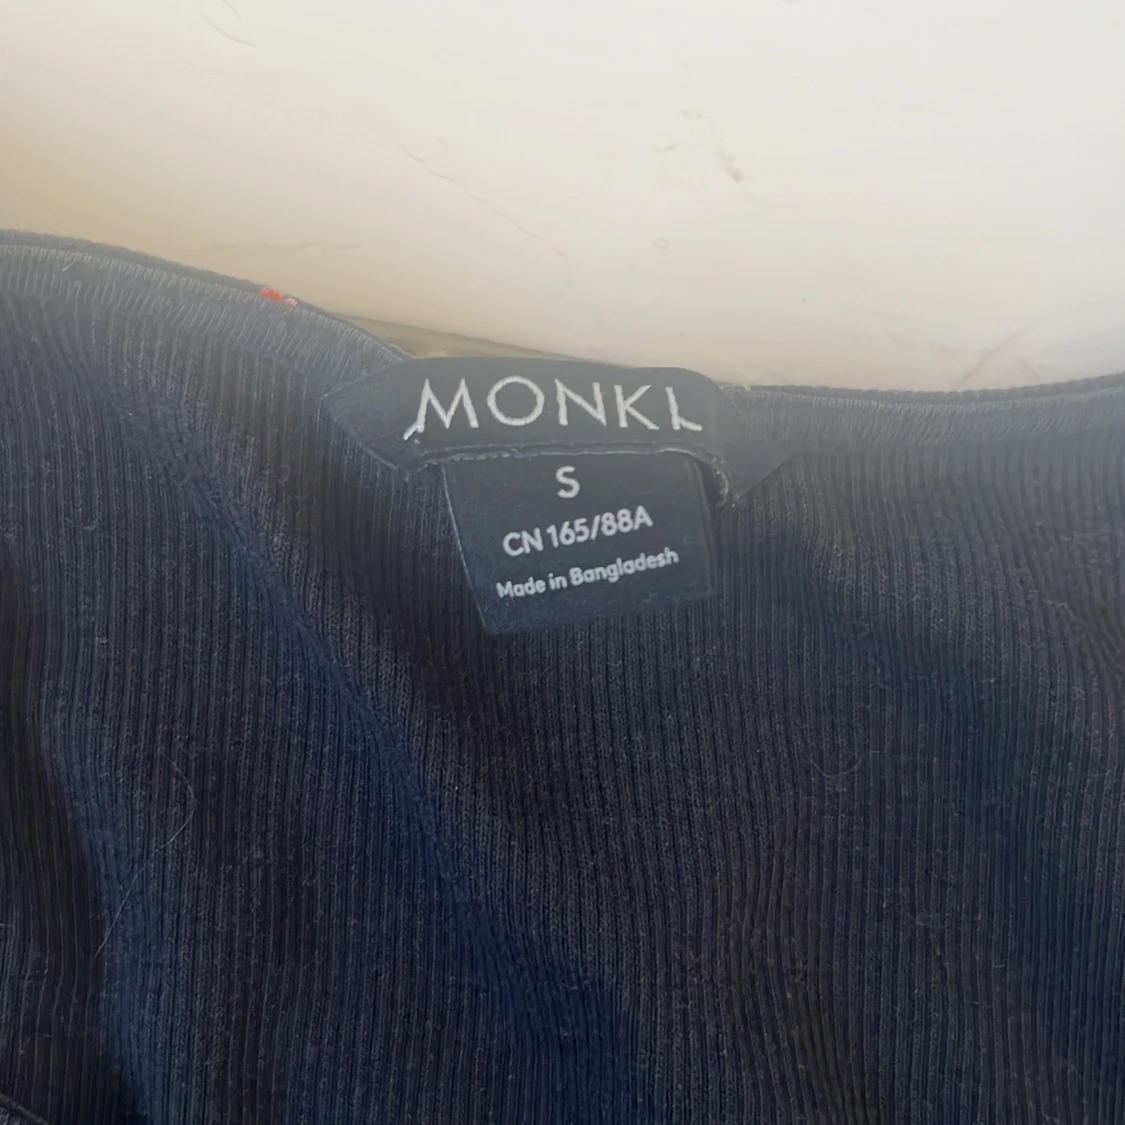 MONKI
S
CN 165/88A
Made in Bangladesh